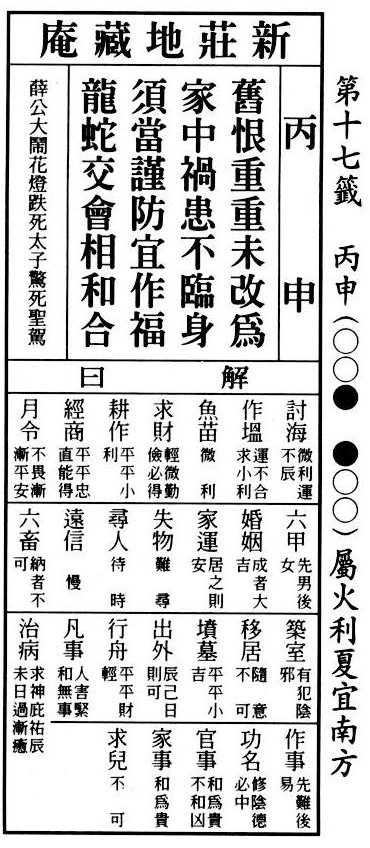 第十七籤 丙申(○○● ●○○)屬火利夏宜南方
新莊地藏庵
丙申
舊恨重重未改為
家中禍患不臨身
須當謹防宜作福
龍蛇交會相和合
薛公大鬧花燈跌死太子驚死聖駕
解曰
討海 微利運不辰
作塭 運不合求小利
魚苗 微利
求財 輕微勤儉必得
耕作 平平小利
經商 平平忠直能得
月令 不畏漸漸平安
六甲 先男後女
婚姻 成者大吉
家運 居之則安
失物 難尋
尋人 待時
遠信 慢
六畜 納者不可
築室 有犯陰邪
移居 隨意不可
墳墓 平平小吉
出外 辰己日則可
行舟 平平財輕
凡事 人害緊和無事
治病 求神庇祐辰未日過漸癒
作事 先難後易
功名 修陰德必中
官事 和為貴不和凶
家事 和為貴
求兒 不可